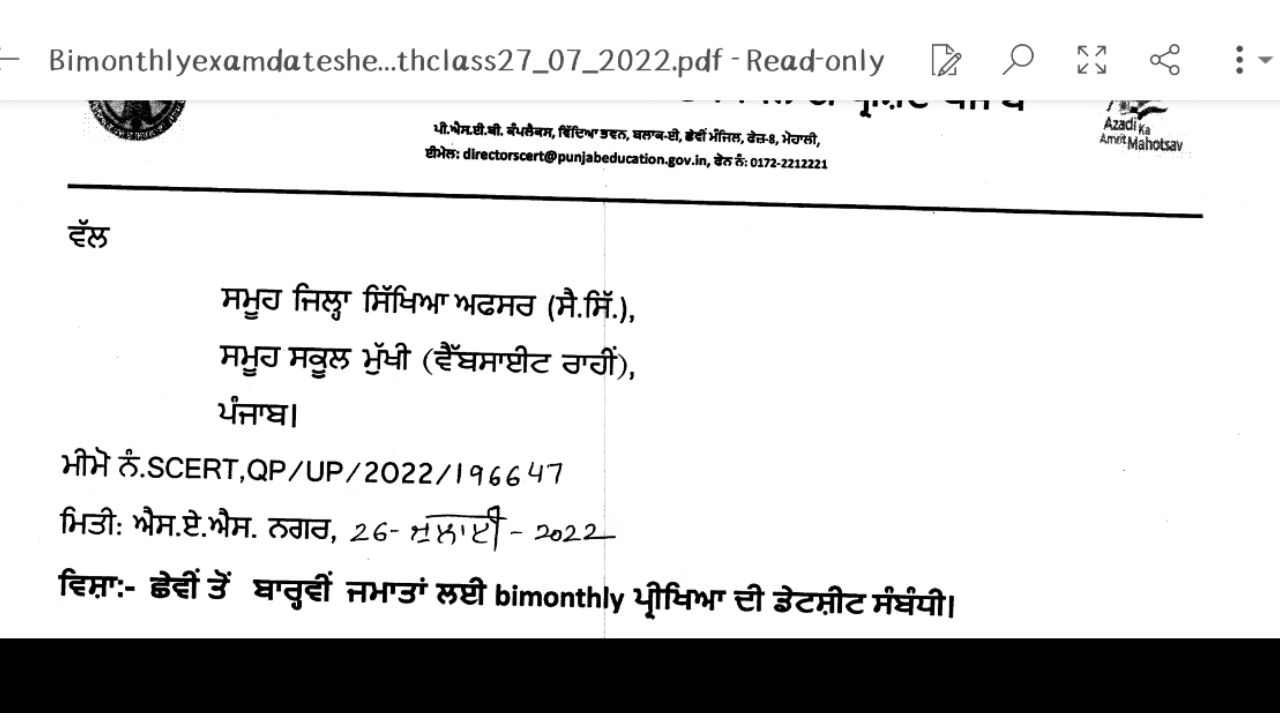 Bimonthlyexamdateshe...thclass27_07_2022.pdf - Read-only
Azadi Ka
Amrit Mahotsav
ਪੀ.ਐਸ.ਈ.ਬੀ. ਕੰਪਲੈਕਸ, ਵਿੱਦਿਆ ਭਵਨ, ਬਲਾਕ-ਈ, ਛੇਵੀਂ ਮੰਜਿਲ, ਫੇਜ਼-8, ਮੋਹਾਲੀ,
ਈਮੇਲ: directorscert@punjabeducation.gov.in, ਫੋਨ ਨੰ: 0172-2212221
ਵੱਲ
ਸਮੂਹ ਜਿਲ੍ਹਾ ਸਿੱਖਿਆ ਅਫਸਰ (ਸੈ.ਸਿੱ.),
ਸਮੂਹ ਸਕੂਲ ਮੁੱਖੀ (ਵੈੱਬਸਾਈਟ ਰਾਹੀਂ),
ਪੰਜਾਬ।
ਮੀਮੋ ਨੰ.SCERT,QP/UP/2022/196647
ਮਿਤੀ: ਐਸ.ਏ.ਐਸ. ਨਗਰ, 26-ਜੁਲਾਈ-2022
ਵਿਸ਼ਾ:- ਛੇਵੀਂ ਤੋਂ ਬਾਰ੍ਹਵੀਂ ਜਮਾਤਾਂ ਲਈ bimonthly ਪ੍ਰੀਖਿਆ ਦੀ ਡੇਟਸ਼ੀਟ ਸੰਬੰਧੀ।